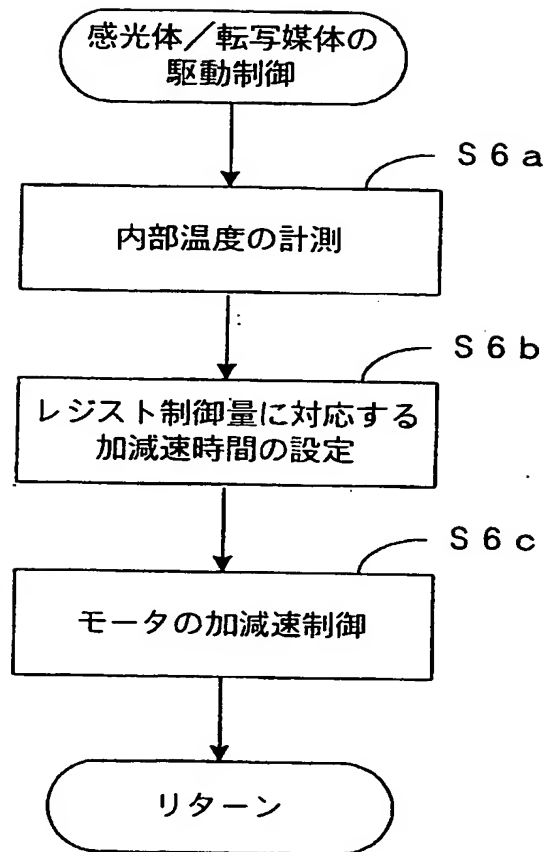 感光体／転写媒体の
駆動制御
S6a
内部温度の計測
S6b
レジスト制御量に対応する
加減速時間の設定
S6c
モータの加減速制御
リターン